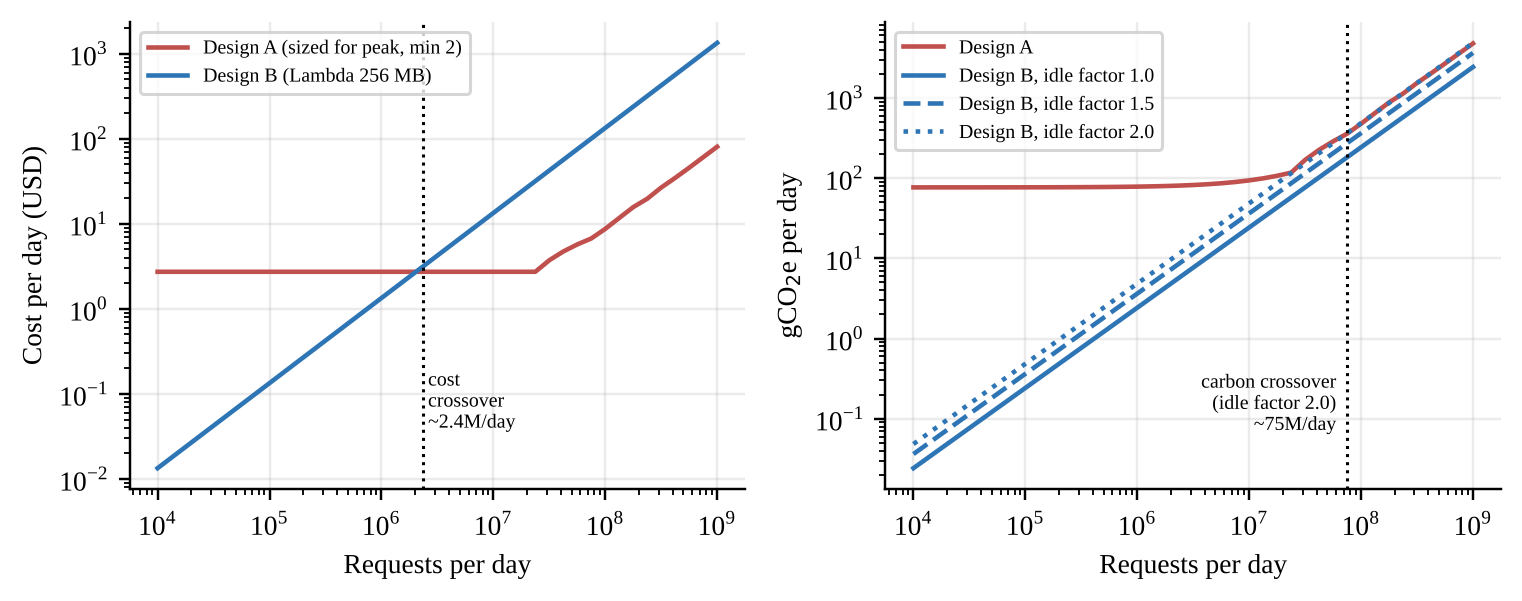 Design A (sized for peak, min 2)
Design B (Lambda 256 MB)
10³
10²
10¹
10⁰
10⁻¹
10⁻²
Cost per day (USD)
cost
crossover
~2.4M/day
10⁴ 10⁵ 10⁶ 10⁷ 10⁸ 10⁹
Requests per day
Design A
Design B, idle factor 1.0
Design B, idle factor 1.5
Design B, idle factor 2.0
10³
10²
10¹
10⁰
10⁻¹
gCO₂e per day
carbon crossover
(idle factor 2.0)
~75M/day
10⁴ 10⁵ 10⁶ 10⁷ 10⁸ 10⁹
Requests per day